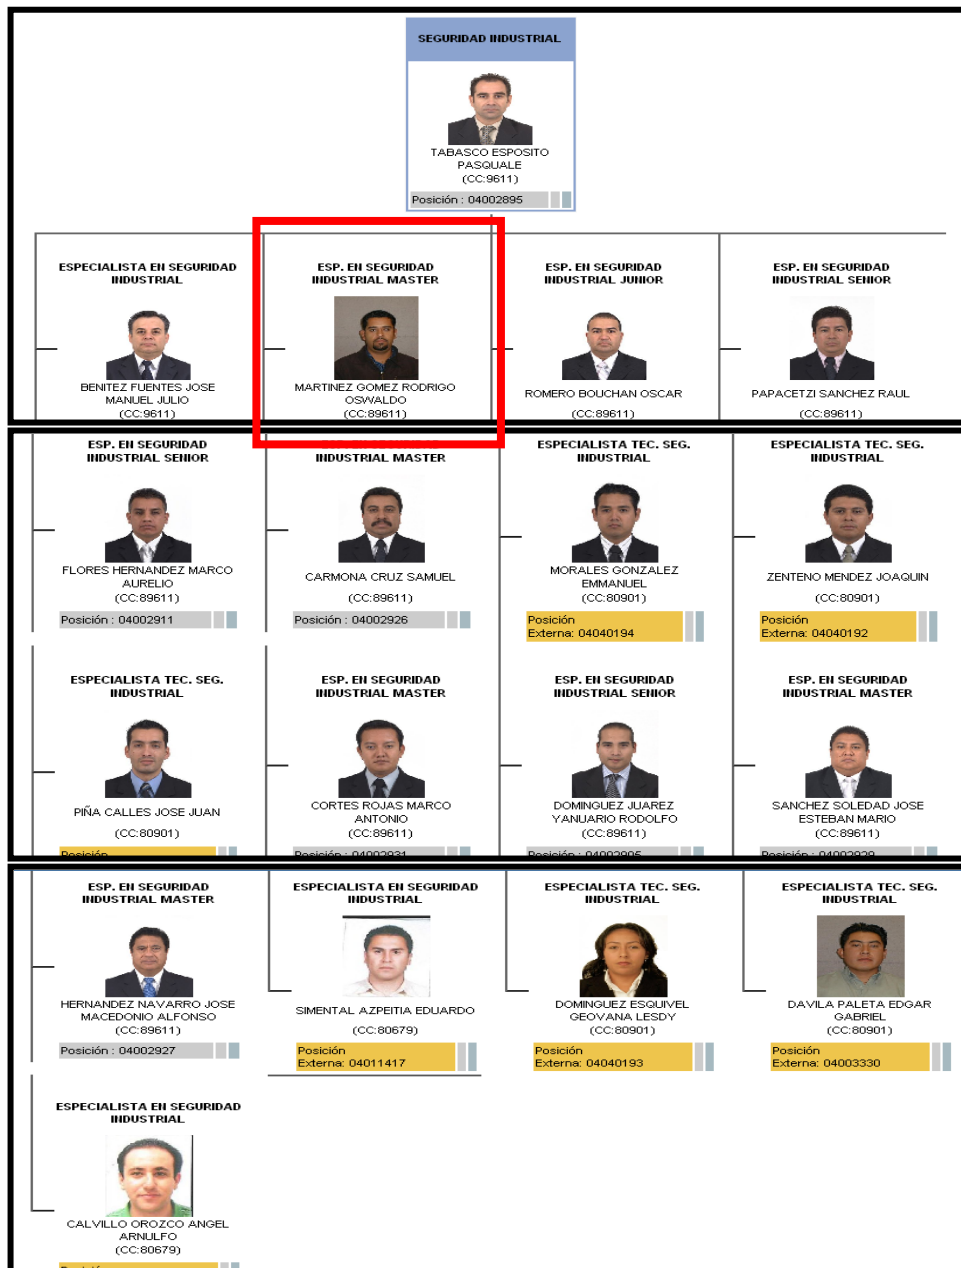 SEGURIDAD INDUSTRIAL
TABASCO ESPOSITO
PASQUALE
(CC:9611)
Posición : 04002895
ESPECIALISTA EN SEGURIDAD
INDUSTRIAL
BENITEZ FUENTES JOSE
MANUEL JULIO
(CC:9611)
ESP. EN SEGURIDAD
INDUSTRIAL MASTER
MARTINEZ GOMEZ RODRIGO
OSWALDO
(CC:89611)
ESP. EN SEGURIDAD
INDUSTRIAL JUNIOR
ROMERO BOUCHAN OSCAR
(CC:89611)
ESP. EN SEGURIDAD
INDUSTRIAL SENIOR
PAPACETZI SANCHEZ RAUL
(CC:89611)
ESP. EN SEGURIDAD
INDUSTRIAL SENIOR
FLORES HERNANDEZ MARCO
AURELIO
(CC:89611)
Posición : 04002911
INDUSTRIAL MASTER
CARMONA CRUZ SAMUEL
(CC:89611)
Posición : 04002926
ESPECIALISTA TEC. SEG.
INDUSTRIAL
MORALES GONZALEZ
EMMANUEL
(CC:80901)
Posición
Externa: 04040194
ESPECIALISTA TEC. SEG.
INDUSTRIAL
ZENTENO MENDEZ JOAQUIN
(CC:80901)
Posición
Externa: 04040192
ESPECIALISTA TEC. SEG.
INDUSTRIAL
PIÑA CALLES JOSE JUAN
(CC:80901)
Posición
ESP. EN SEGURIDAD
INDUSTRIAL MASTER
CORTES ROJAS MARCO
ANTONIO
(CC:89611)
Posición : 04002931
ESP. EN SEGURIDAD
INDUSTRIAL SENIOR
DOMINGUEZ JUAREZ
YANUARIO RODOLFO
(CC:89611)
Posición :
ESP. EN SEGURIDAD
INDUSTRIAL MASTER
SANCHEZ SOLEDAD JOSE
ESTEBAN MARIO
(CC:89611)
Posición : 04002929
ESP. EN SEGURIDAD
INDUSTRIAL MASTER
HERNANDEZ NAVARRO JOSE
MACEDONIO ALFONSO
(CC:89611)
Posición : 04002927
ESPECIALISTA EN SEGURIDAD
INDUSTRIAL
SIMENTAL AZPEITIA EDUARDO
(CC:80679)
Posición
Externa: 04011417
ESPECIALISTA TEC. SEG.
INDUSTRIAL
DOMINGUEZ ESQUIVEL
GEOVANA LESDY
(CC:80901)
Posición
Externa: 04040193
ESPECIALISTA TEC. SEG.
INDUSTRIAL
DAVILA PALETA EDGAR
GABRIEL
(CC:80901)
Posición
Externa: 04003330
ESPECIALISTA EN SEGURIDAD
INDUSTRIAL
CALVILLO OROZCO ANGEL
ARNULFO
(CC:80679)